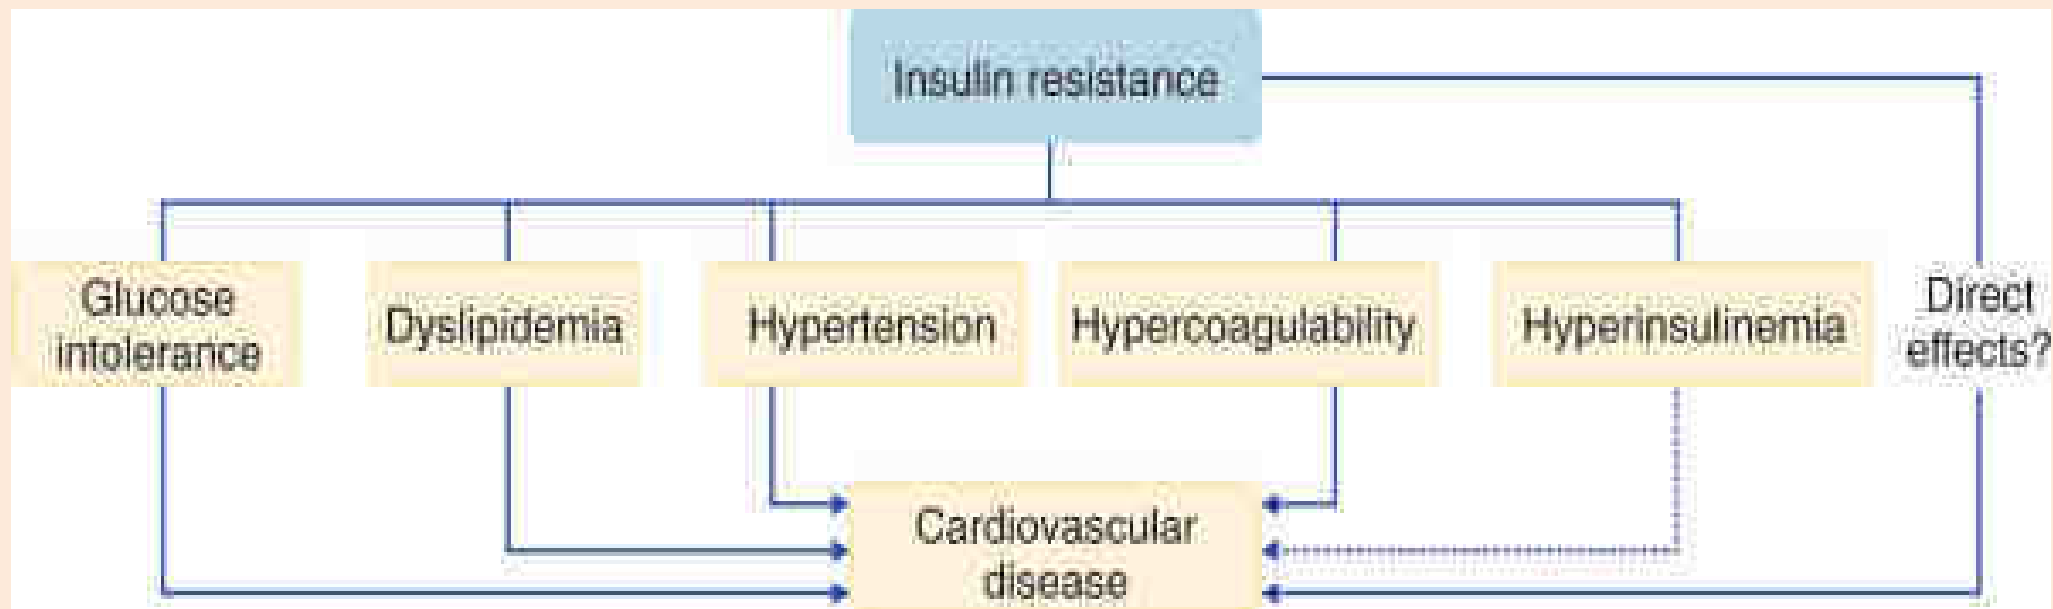 Insulin resistance
Glucose
intolerance
Dyslipidemia
Hypertension
Hypercoagulability
Hyperinsulinemia
Direct
effects?
Cardiovascular
disease